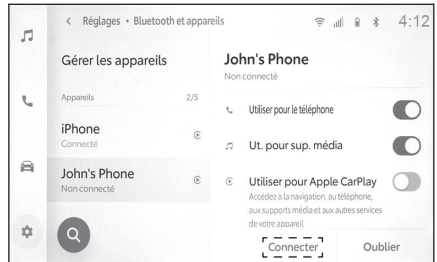 Réglages • Bluetooth et appareils
4:12
Gérer les appareils
Appareils 2/5
iPhone
Connecté
John's Phone
Non connecté
John's Phone
Non connecté
Utiliser pour le téléphone
Ut. pour sup. média
Utiliser pour Apple CarPlay
Accédez à la navigation, au téléphone,
aux supports média et aux autres services
de votre appareil
Connecter
Oublier